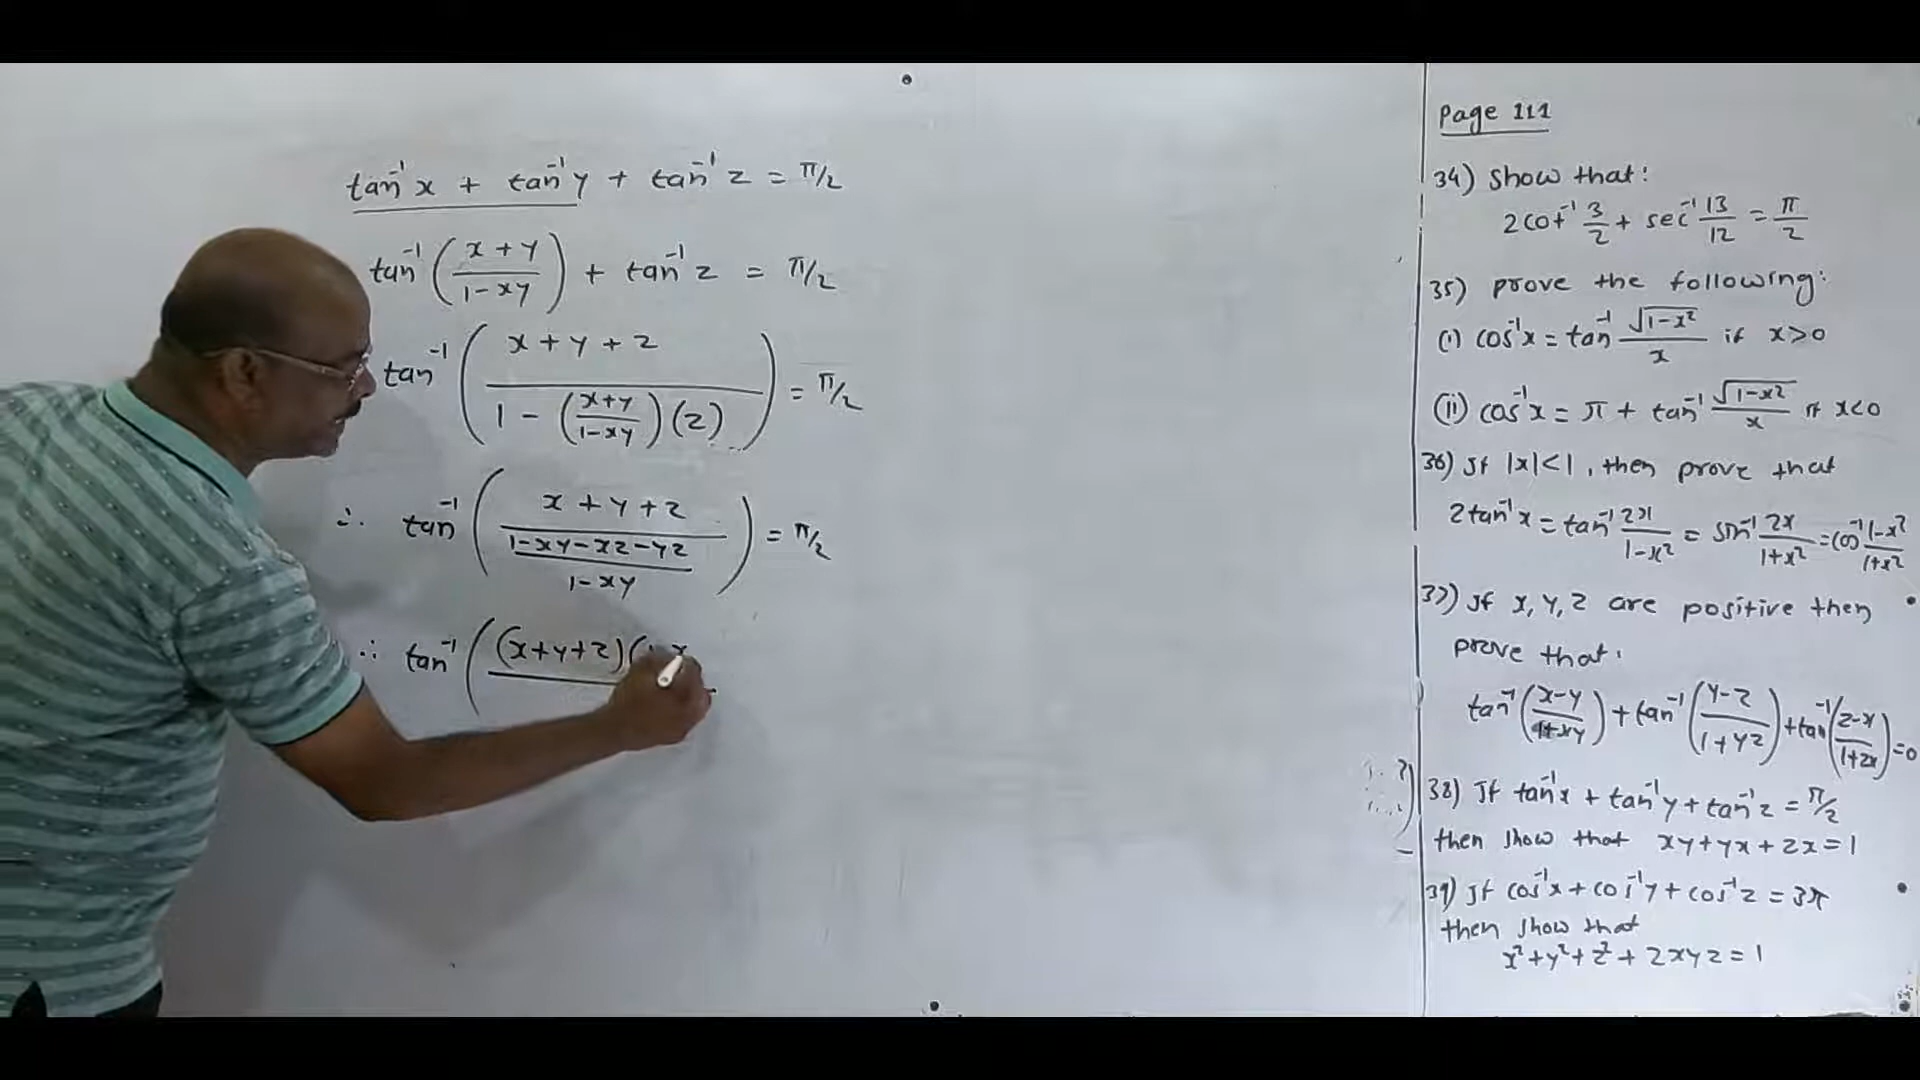 tan⁻¹x + tan⁻¹y + tan⁻¹z = π/2
tan⁻¹((x+y)/(1-xy)) + tan⁻¹z = π/2
tan⁻¹((x+y+z)/(1-((x+y)/(1-xy))(z))) = π/2
∴ tan⁻¹((x+y+z)/((1-xy-xz-yz)/(1-xy))) = π/2
∴ tan⁻¹((x+y+z)(
Page 111
34) show that:
2cot⁻¹ 3/2 + sec⁻¹ 13/12 = π/2
35) prove the following:
(i) cos⁻¹x = tan⁻¹ √(1-x²)/x if x>0
(ii) cos⁻¹x = π + tan⁻¹ √(1-x²)/x if x<0
36) If |x|<1, then prove that
2tan⁻¹x = tan⁻¹ 2x/(1-x²) = sin⁻¹ 2x/(1+x²) = cos⁻¹ (1-x²)/(1+x²)
37) If x, y, z are positive then
prove that:
tan⁻¹((x-y)/(1+xy)) + tan⁻¹((y-z)/(1+yz)) + tan⁻¹((z-x)/(1+zx)) = 0
38) If tan⁻¹x + tan⁻¹y + tan⁻¹z = π/2
then show that xy+yx+zx=1
39) If cos⁻¹x + cos⁻¹y + cos⁻¹z = 3π
then show that
x²+y²+z²+2xyz=1